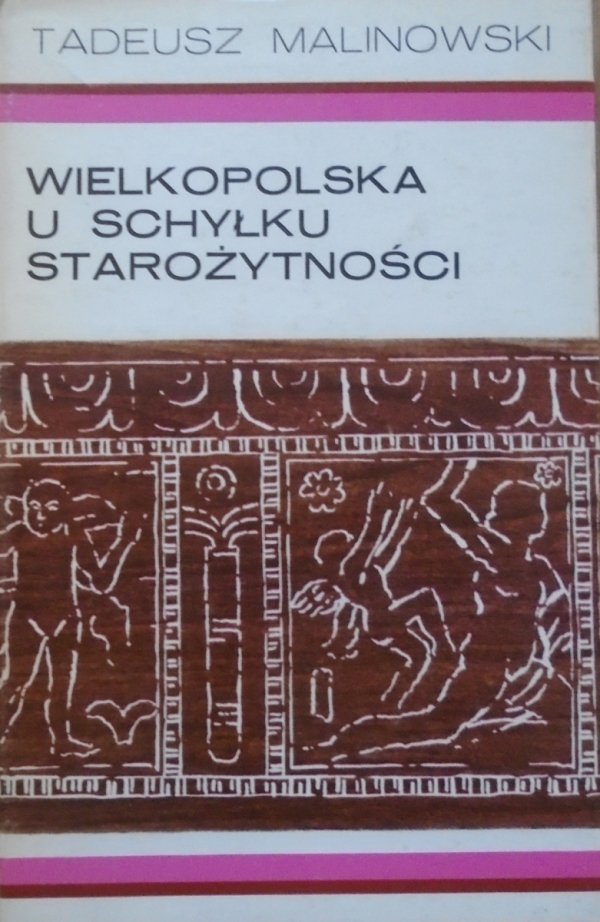 TADEUSZ MALINOWSKI
WIELKOPOLSKA
U SCHYŁKU
STAROŻYTNOŚCI